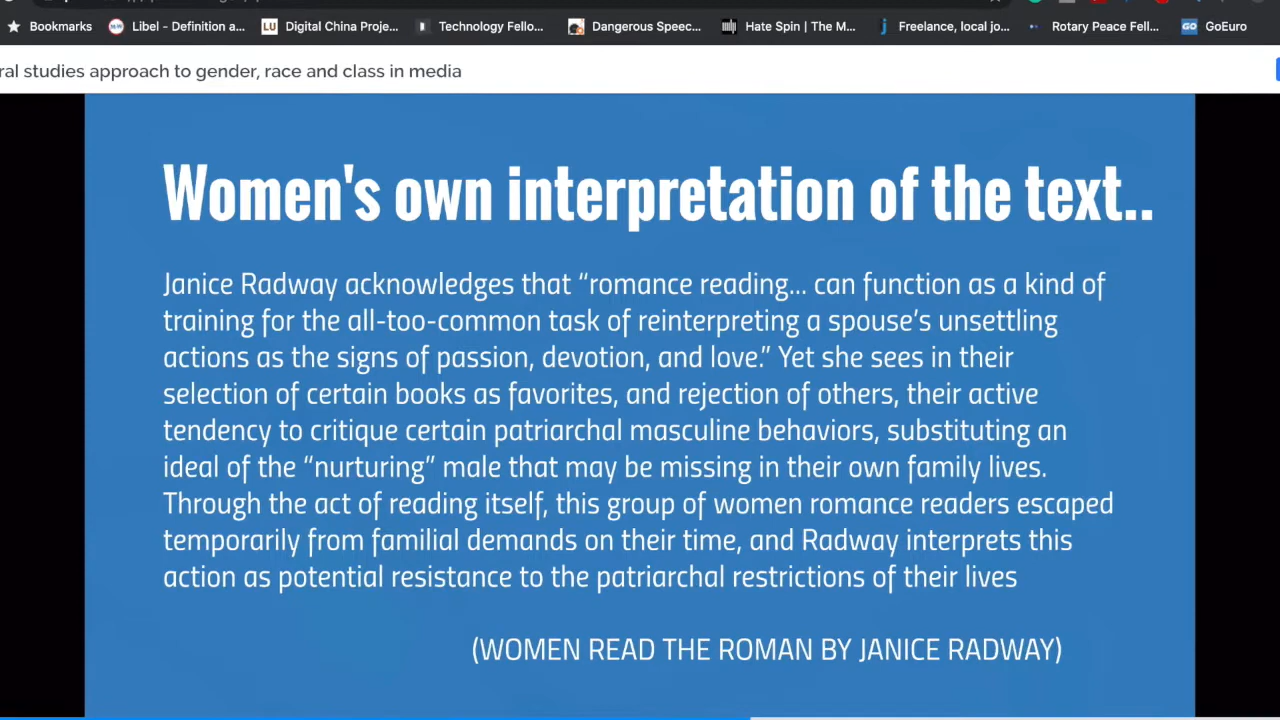 Bookmarks Libel - Definition a... Digital China Proje... Technology Fello... Dangerous Speec... Hate Spin | The M... Freelance, local jo... Rotary Peace Fell... GoEuro
ral studies approach to gender, race and class in media
Women's own interpretation of the text..
Janice Radway acknowledges that “romance reading... can function as a kind of
training for the all-too-common task of reinterpreting a spouse’s unsettling
actions as the signs of passion, devotion, and love.” Yet she sees in their
selection of certain books as favorites, and rejection of others, their active
tendency to critique certain patriarchal masculine behaviors, substituting an
ideal of the “nurturing” male that may be missing in their own family lives.
Through the act of reading itself, this group of women romance readers escaped
temporarily from familial demands on their time, and Radway interprets this
action as potential resistance to the patriarchal restrictions of their lives
(WOMEN READ THE ROMAN BY JANICE RADWAY)